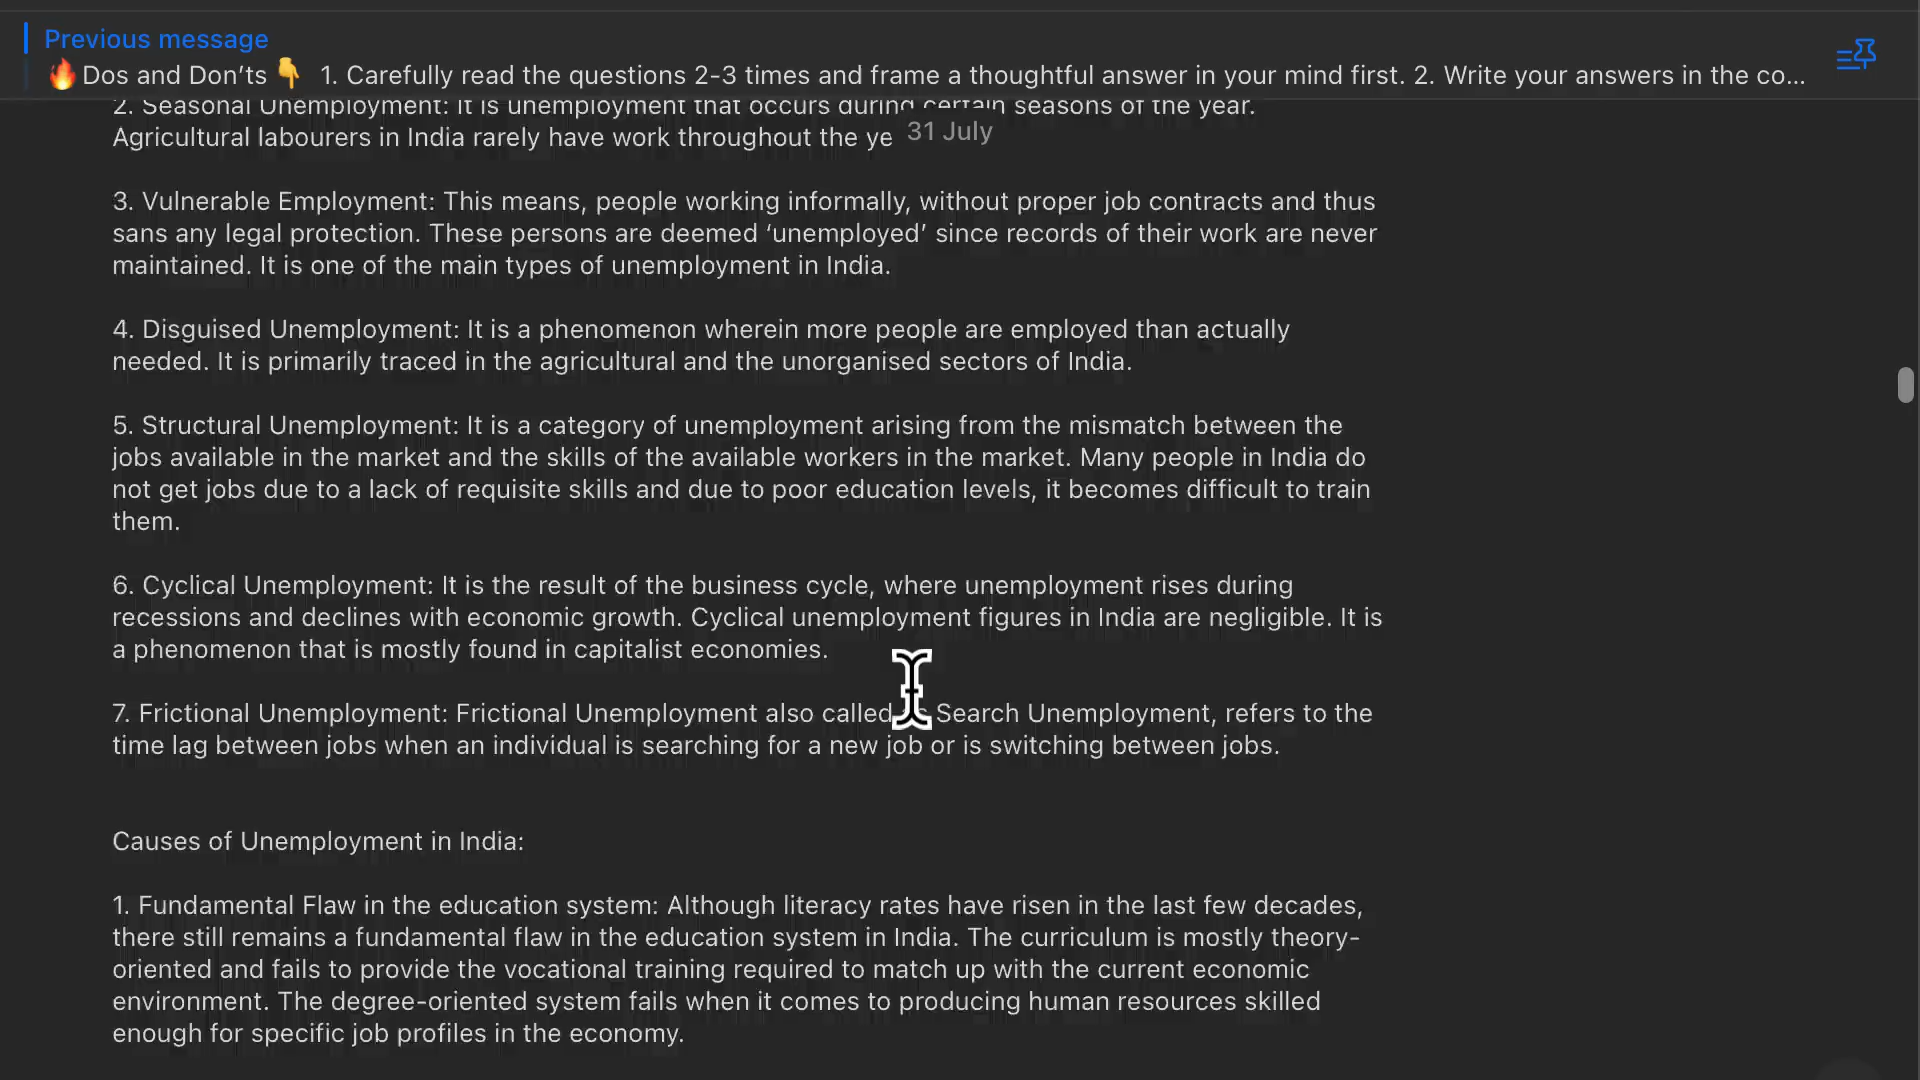 Previous message
🔥Dos and Don'ts 👇 1. Carefully read the questions 2-3 times and frame a thoughtful answer in your mind first. 2. Write your answers in the co...
2. Seasonal Unemployment: It is unemployment that occurs during certain seasons of the year.
Agricultural labourers in India rarely have work throughout the ye
31 July
3. Vulnerable Employment: This means, people working informally, without proper job contracts and thus
sans any legal protection. These persons are deemed ‘unemployed’ since records of their work are never
maintained. It is one of the main types of unemployment in India.
4. Disguised Unemployment: It is a phenomenon wherein more people are employed than actually
needed. It is primarily traced in the agricultural and the unorganised sectors of India.
5. Structural Unemployment: It is a category of unemployment arising from the mismatch between the
jobs available in the market and the skills of the available workers in the market. Many people in India do
not get jobs due to a lack of requisite skills and due to poor education levels, it becomes difficult to train
them.
6. Cyclical Unemployment: It is the result of the business cycle, where unemployment rises during
recessions and declines with economic growth. Cyclical unemployment figures in India are negligible. It is
a phenomenon that is mostly found in capitalist economies.
7. Frictional Unemployment: Frictional Unemployment also called Search Unemployment, refers to the
time lag between jobs when an individual is searching for a new job or is switching between jobs.
Causes of Unemployment in India:
1. Fundamental Flaw in the education system: Although literacy rates have risen in the last few decades,
there still remains a fundamental flaw in the education system in India. The curriculum is mostly theory-
oriented and fails to provide the vocational training required to match up with the current economic
environment. The degree-oriented system fails when it comes to producing human resources skilled
enough for specific job profiles in the economy.